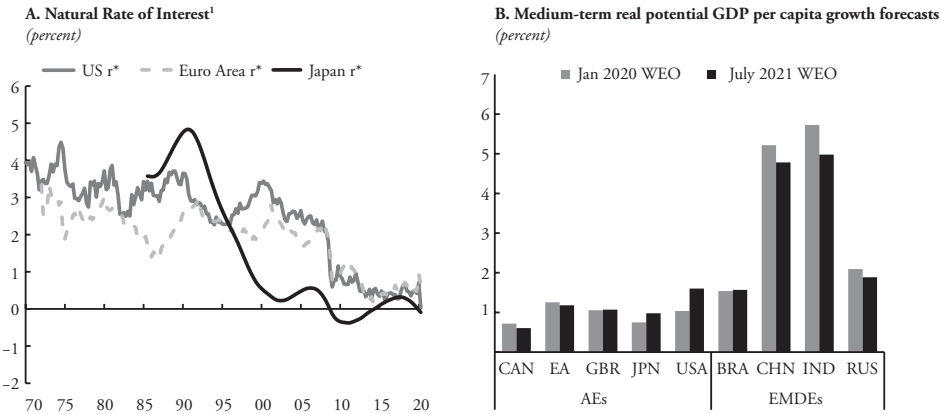 A. Natural Rate of Interest¹
(percent)
US r* Euro Area r* Japan r*
6
5
4
3
2
1
0
–1
–2
70 75 80 85 90 95 00 05 10 15 20
B. Medium-term real potential GDP per capita growth forecasts
(percent)
Jan 2020 WEO July 2021 WEO
7
6
5
4
3
2
1
CAN EA GBR JPN USA BRA CHN IND RUS
AEs EMDEs